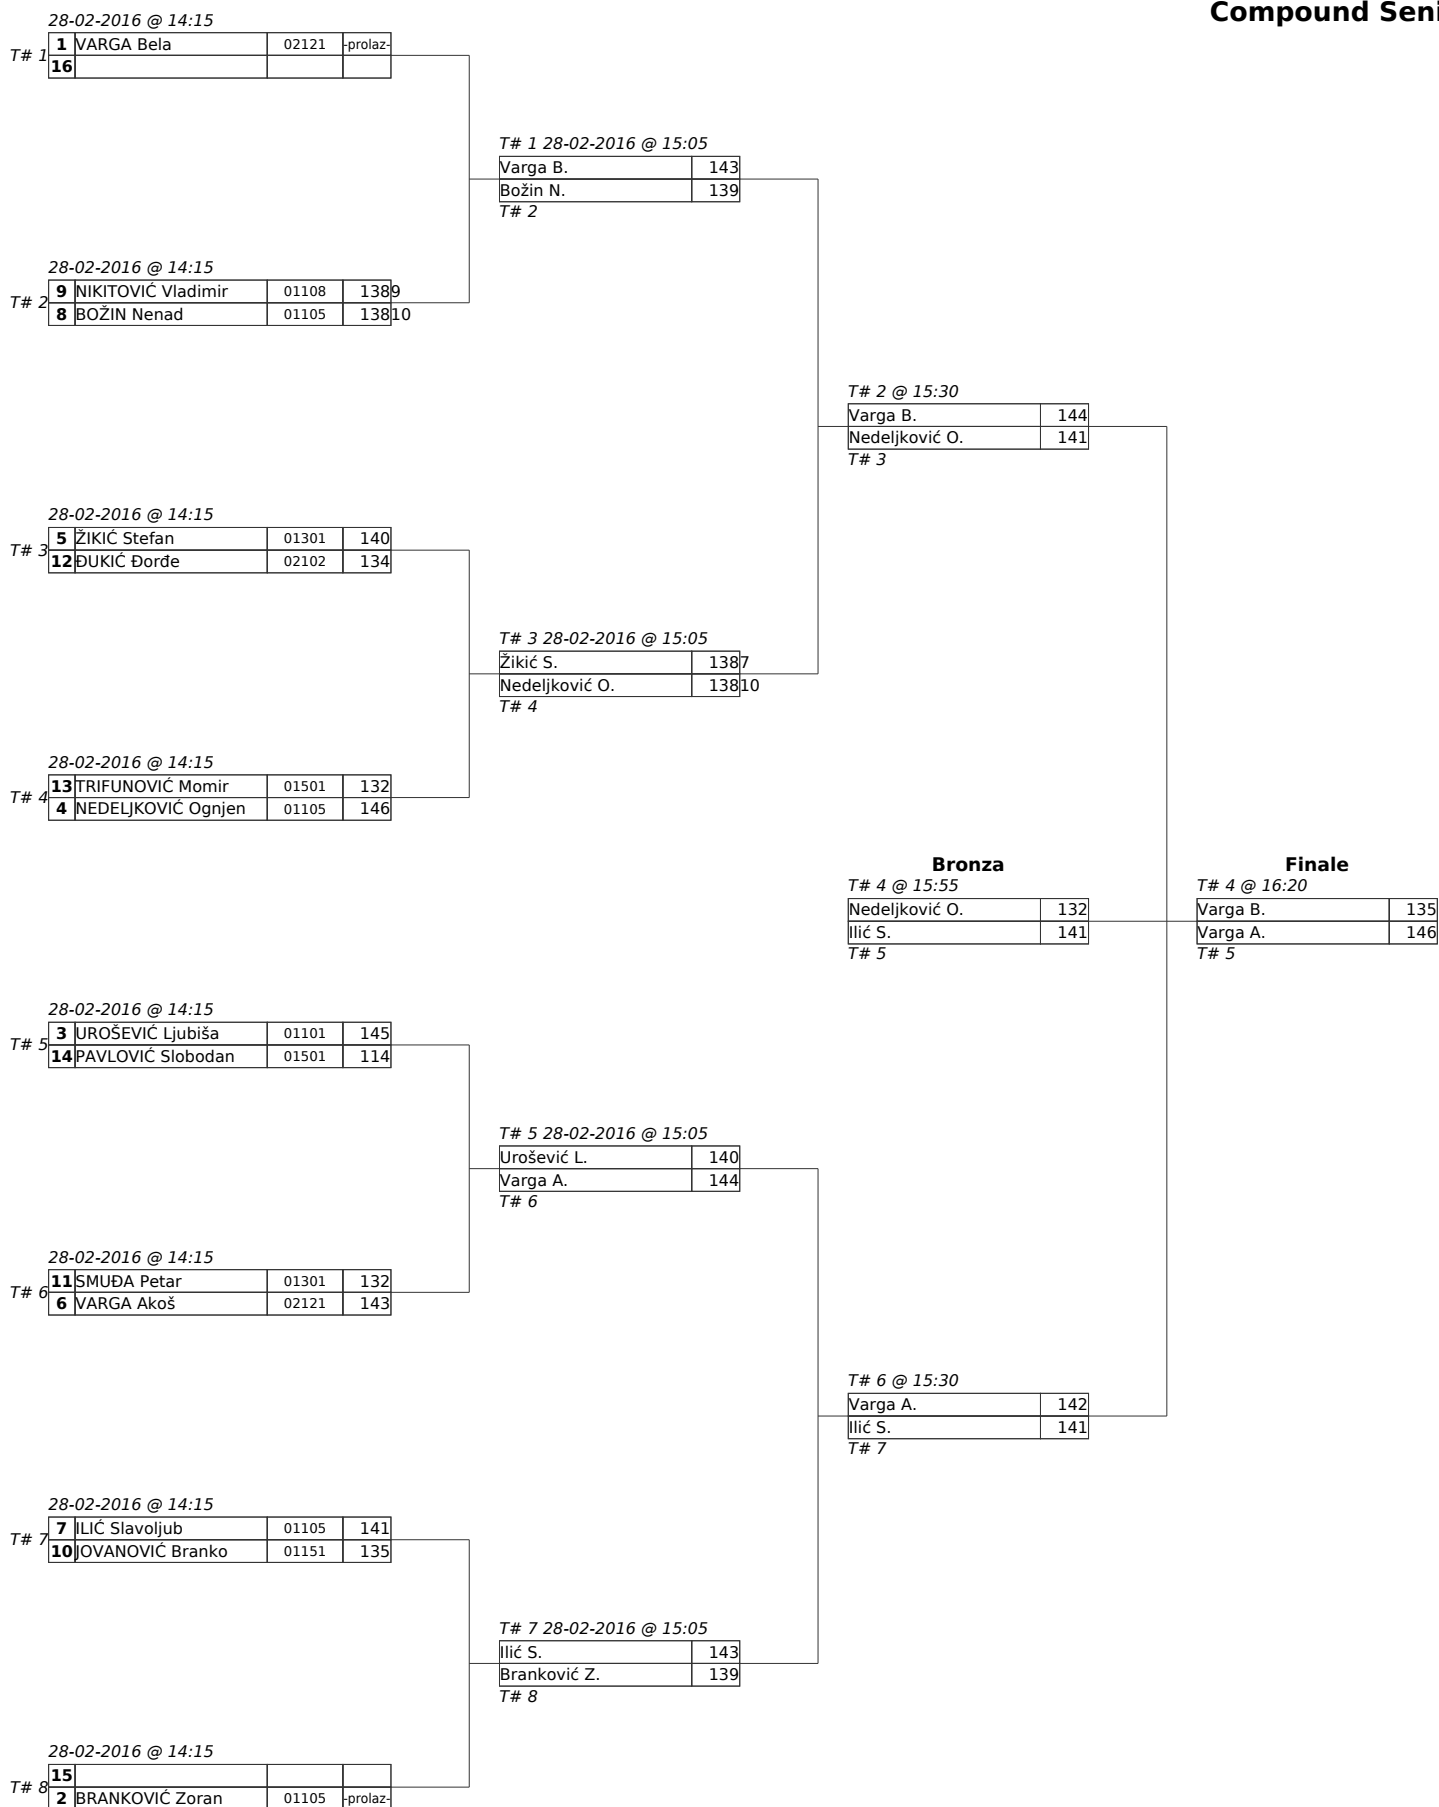 Compound Seni
28-02-2016 @ 14:15
T# 1
1 VARGA Bela 02121 -prolaz-
16
T# 1 28-02-2016 @ 15:05
Varga B. 143
Božin N. 139
T# 2
28-02-2016 @ 14:15
T# 2
9 NIKITOVIĆ Vladimir 01108 138 9
8 BOŽIN Nenad 01105 138 10
T# 2 @ 15:30
Varga B. 144
Nedeljković O. 141
T# 3
28-02-2016 @ 14:15
T# 3
5 ŽIKIĆ Stefan 01301 140
12 ĐUKIĆ Đorđe 02102 134
T# 3 28-02-2016 @ 15:05
Žikić S. 138 7
Nedeljković O. 138 10
T# 4
28-02-2016 @ 14:15
T# 4
13 TRIFUNOVIĆ Momir 01501 132
4 NEDELJKOVIĆ Ognjen 01105 146
Bronza
T# 4 @ 15:55
Nedeljković O. 132
Ilić S. 141
T# 5
Finale
T# 4 @ 16:20
Varga B. 135
Varga A. 146
T# 5
28-02-2016 @ 14:15
T# 5
3 UROŠEVIĆ Ljubiša 01101 145
14 PAVLOVIĆ Slobodan 01501 114
T# 5 28-02-2016 @ 15:05
Urošević L. 140
Varga A. 144
T# 6
28-02-2016 @ 14:15
T# 6
11 SMUĐA Petar 01301 132
6 VARGA Akoš 02121 143
T# 6 @ 15:30
Varga A. 142
Ilić S. 141
T# 7
28-02-2016 @ 14:15
T# 7
7 ILIĆ Slavoljub 01105 141
10 JOVANOVIĆ Branko 01151 135
T# 7 28-02-2016 @ 15:05
Ilić S. 143
Branković Z. 139
T# 8
28-02-2016 @ 14:15
T# 8
15
2 BRANKOVIĆ Zoran 01105 -prolaz-